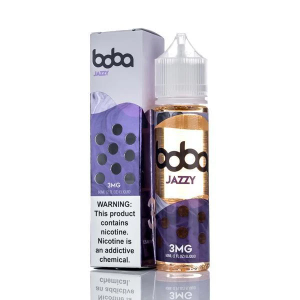 boba
JAZZY
3MG
WARNING:
This product
contains
nicotine.
Nicotine is
an addictive
chemical.
boba
JAZZY
3MG